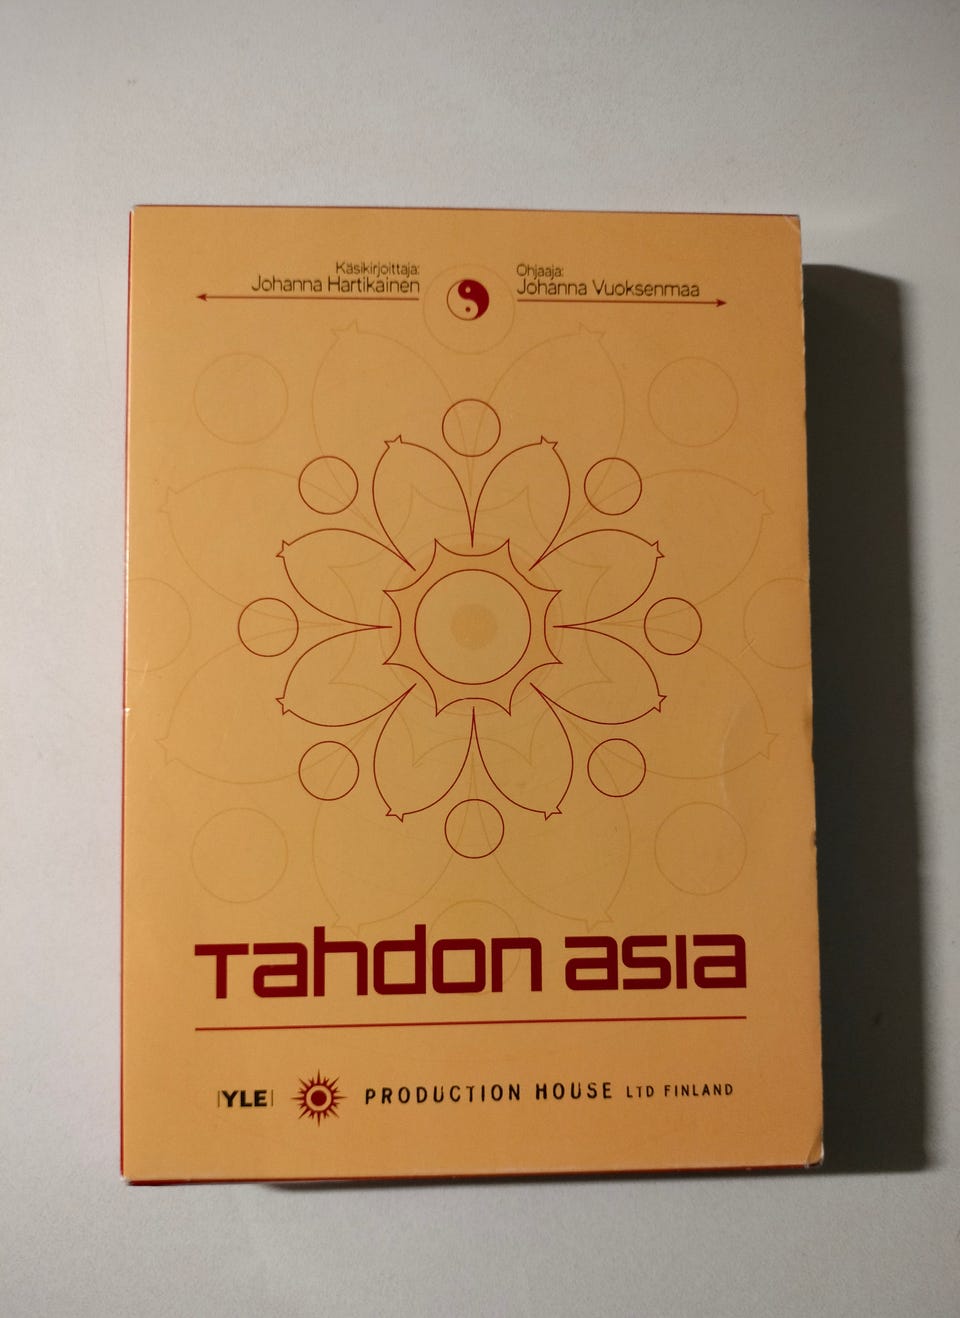 Käsikirjoittaja:
Johanna Hartikainen
Ohjaaja:
Johanna Vuoksenmaa
Tahdon asia
YLE PRODUCTION HOUSE LTD FINLAND